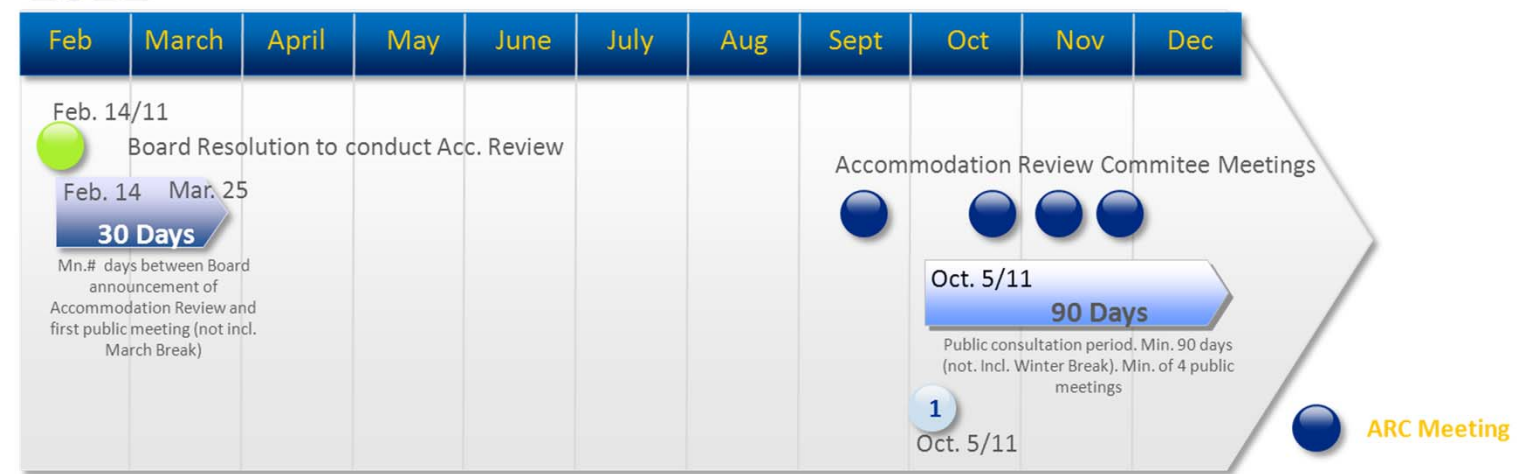 Feb March April May June July Aug Sept Oct Nov Dec
Feb. 14/11
Board Resolution to conduct Acc. Review
Accommodation Review Commitee Meetings
Feb. 14 Mar. 25
30 Days
Mn.# days between Board
announcement of
Accommodation Review and
first public meeting (not incl.
March Break)
Oct. 5/11
90 Days
Public consultation period. Min. 90 days
(not. Incl. Winter Break). Min. of 4 public
meetings
1
Oct. 5/11
ARC Meeting